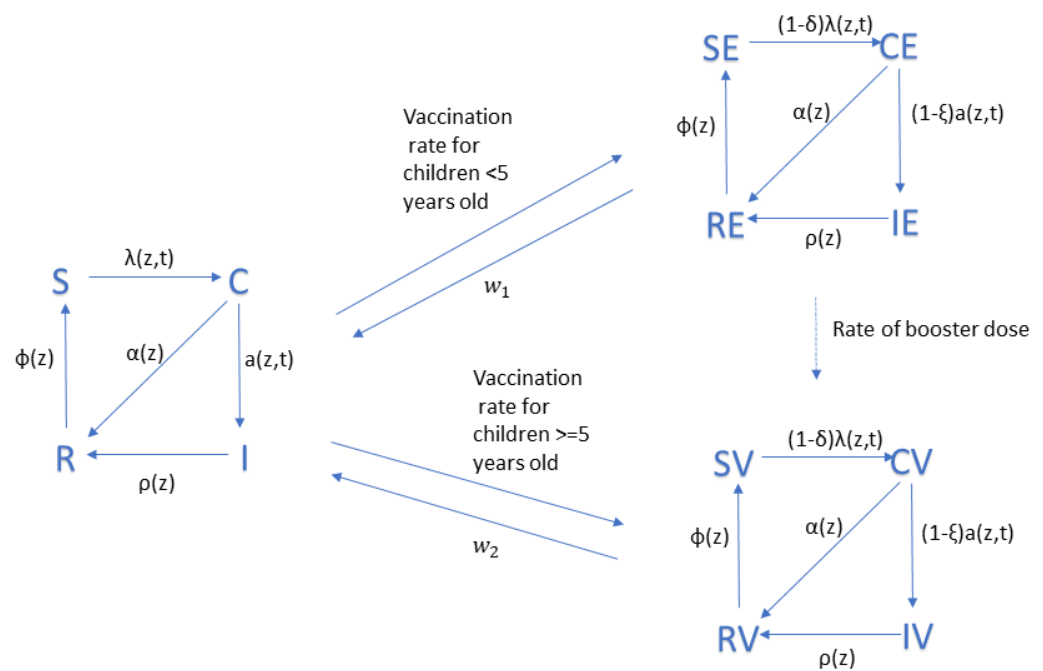 (1-δ)λ(z,t)
SE
CE
Vaccination
rate for
children <5
years old
ϕ(z)
α(z)
(1-ξ)a(z,t)
RE
IE
ρ(z)
λ(z,t)
S
C
w₁
Rate of booster dose
ϕ(z)
α(z)
a(z,t)
Vaccination
rate for
children >=5
years old
R
I
ρ(z)
(1-δ)λ(z,t)
SV
CV
w₂
ϕ(z)
α(z)
(1-ξ)a(z,t)
RV
IV
ρ(z)